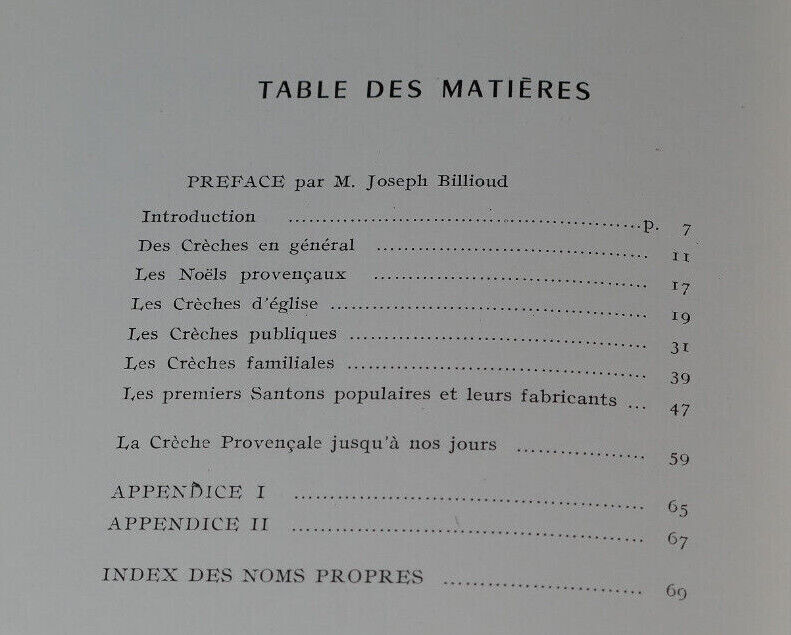 TABLE DES MATIÈRES
PREFACE par M. Joseph Billioud
Introduction ................................................p. 7
Des Crèches en général ...................................... 11
Les Noëls provençaux ...................................... 17
Les Crèches d'église ............................................ 19
Les Crèches publiques .......................................... 31
Les Crèches familiales .......................................... 39
Les premiers Santons populaires et leurs fabricants ... 47
La Crèche Provençale jusqu'à nos jours .................. 59
APPENDICE I ................................................ 65
APPENDICE II ................................................ 67
INDEX DES NOMS PROPRES ............................ 69